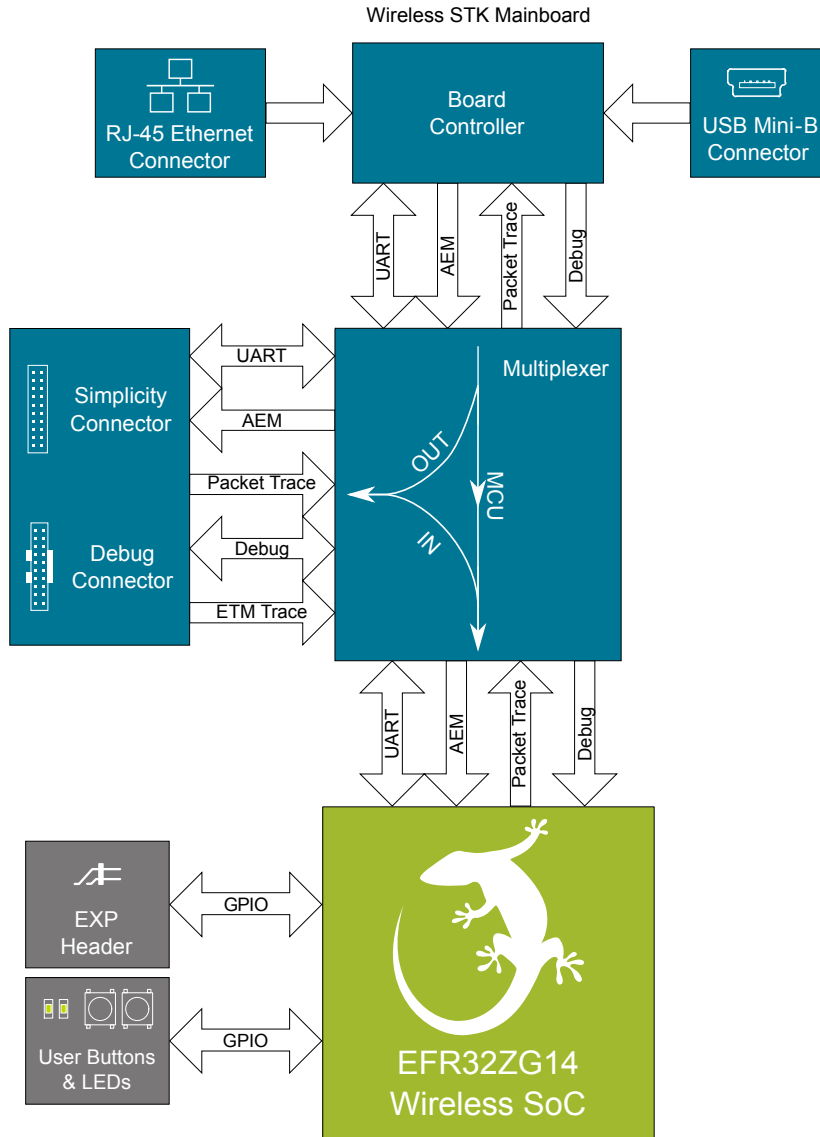 Wireless STK Mainboard
RJ-45 Ethernet
Connector
Board
Controller
USB Mini-B
Connector
UART
AEM
Packet Trace
Debug
Simplicity
Connector
Debug
Connector
UART
AEM
Packet Trace
Debug
ETM Trace
Multiplexer
OUT
MCU
IN
UART
AEM
Packet Trace
Debug
EXP
Header
GPIO
User Buttons
& LEDs
GPIO
EFR32ZG14
Wireless SoC